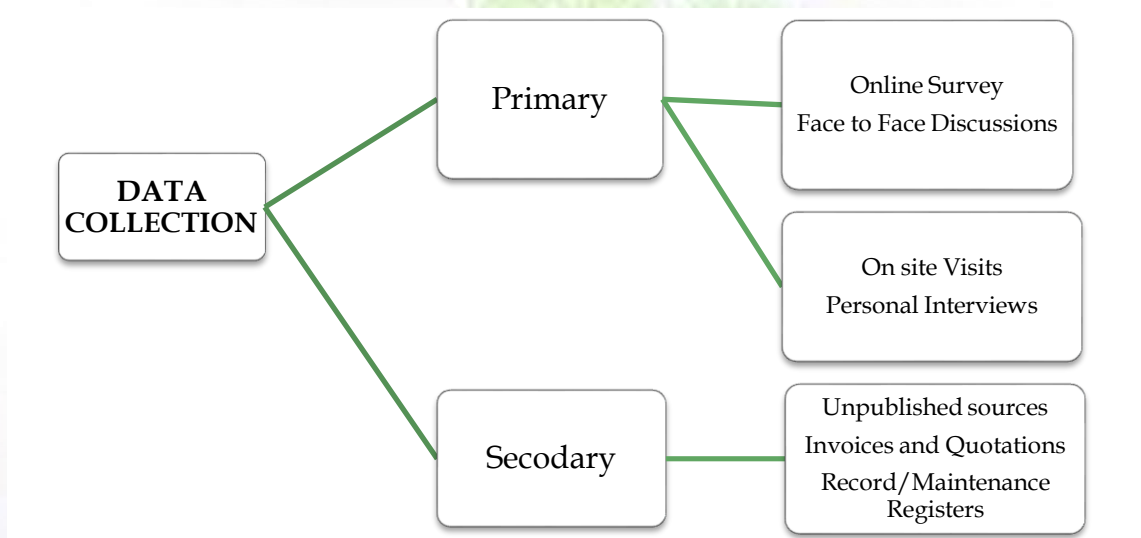 DATA
COLLECTION
Primary
Online Survey
Face to Face Discussions
On site Visits
Personal Interviews
Secodary
Unpublished sources
Invoices and Quotations
Record/Maintenance
Registers